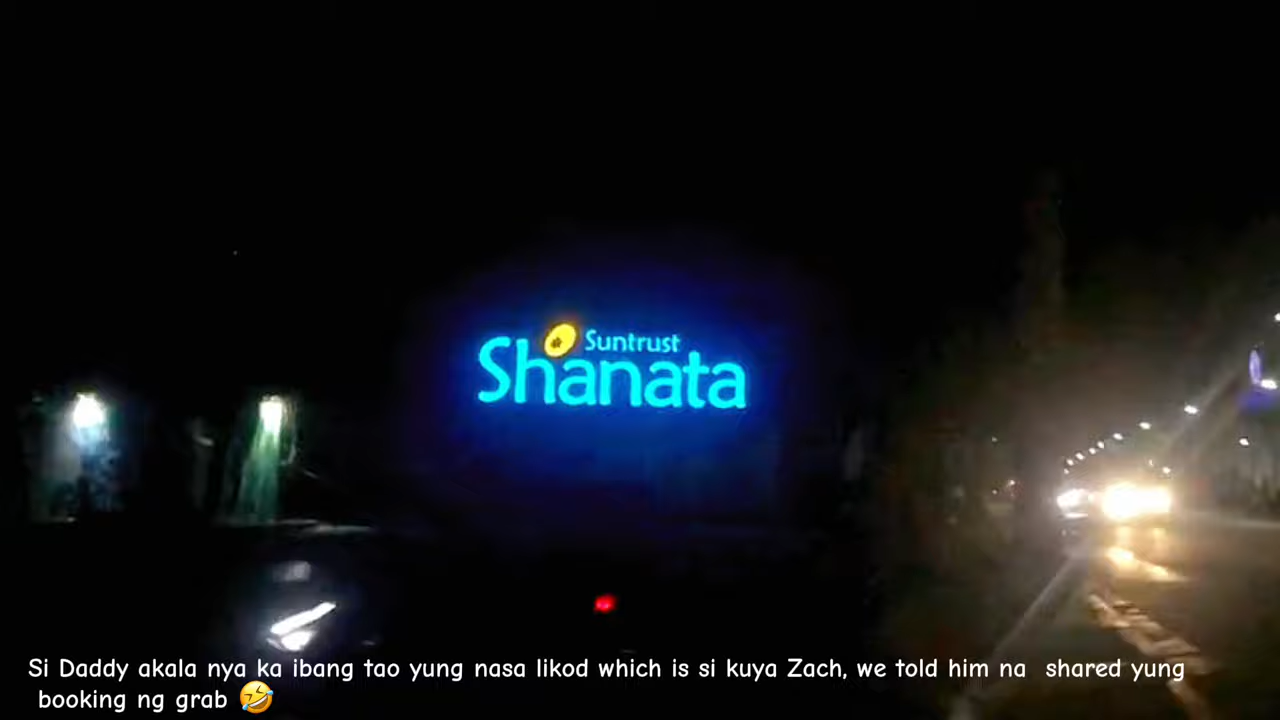 Suntrust
Shanata
Si Daddy akala nya ka ibang tao yung nasa likod which is si kuya Zach, we told him na shared yung
booking ng grab 🤣